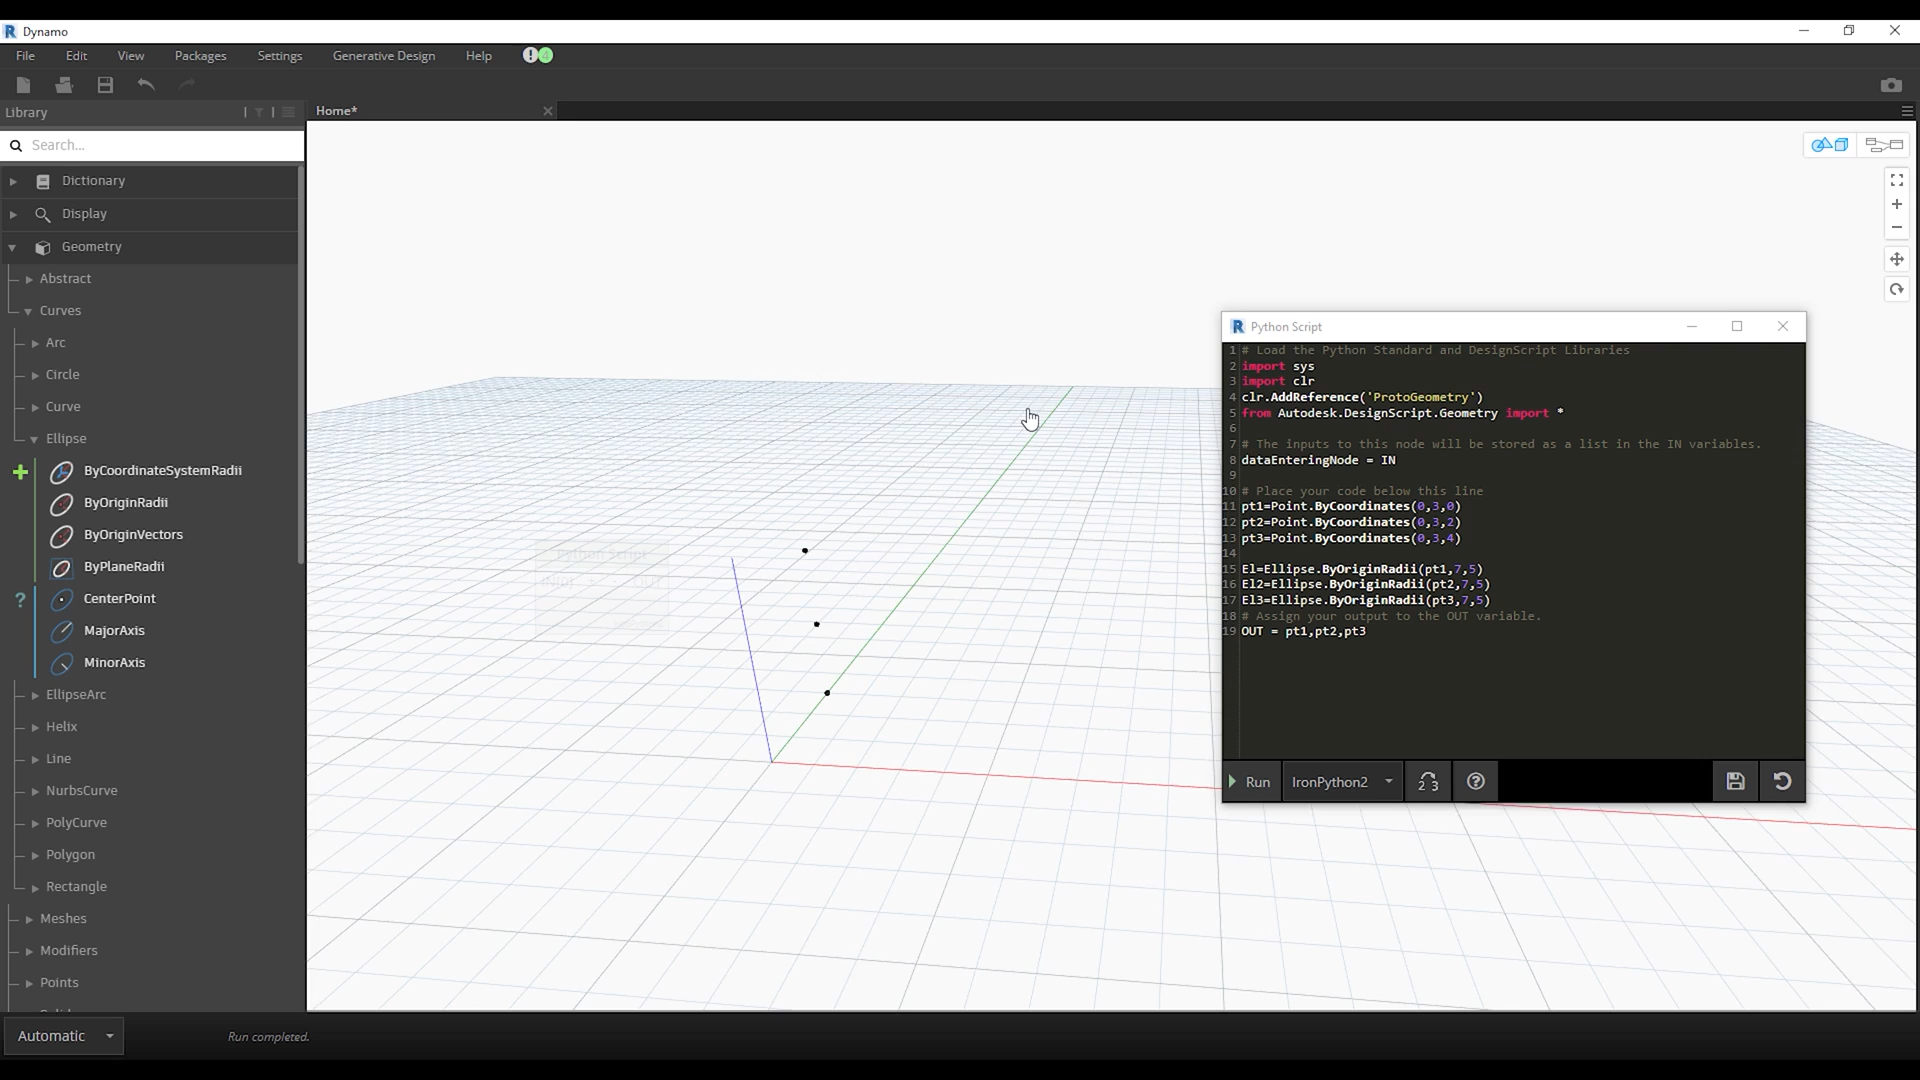 Dynamo
File Edit View Packages Settings Generative Design Help
Library
Home*
Search...
Dictionary
Display
Geometry
Abstract
Curves
Arc
Circle
Curve
Ellipse
ByCoordinateSystemRadii
ByOriginRadii
ByOriginVectors
ByPlaneRadii
CenterPoint
MajorAxis
MinorAxis
EllipseArc
Helix
Line
NurbsCurve
PolyCurve
Polygon
Rectangle
Meshes
Modifiers
Points
Python Script
Python Script
1 # Load the Python Standard and DesignScript Libraries
2 import sys
3 import clr
4 clr.AddReference('ProtoGeometry')
5 from Autodesk.DesignScript.Geometry import *
6
7 # The inputs to this node will be stored as a list in the IN variables.
8 dataEnteringNode = IN
9
10 # Place your code below this line
11 pt1=Point.ByCoordinates(0,3,0)
12 pt2=Point.ByCoordinates(0,3,2)
13 pt3=Point.ByCoordinates(0,3,4)
14
15 El=Ellipse.ByOriginRadii(pt1,7,5)
16 El2=Ellipse.ByOriginRadii(pt2,7,5)
17 El3=Ellipse.ByOriginRadii(pt3,7,5)
18 # Assign your output to the OUT variable.
19 OUT = pt1,pt2,pt3
Run IronPython2
Automatic Run completed.